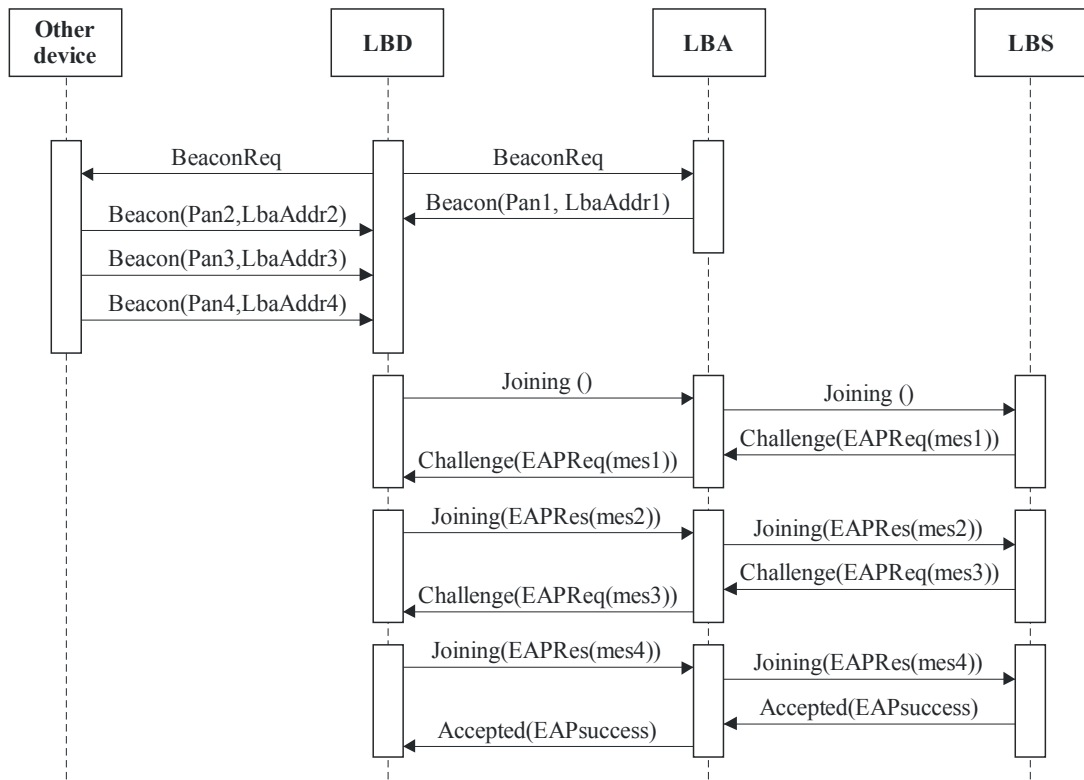 Other
device
LBD
LBA
LBS
BeaconReq
BeaconReq
Beacon(Pan1, LbaAddr1)
Beacon(Pan2,LbaAddr2)
Beacon(Pan3,LbaAddr3)
Beacon(Pan4,LbaAddr4)
Joining ()
Joining ()
Challenge(EAPReq(mes1))
Challenge(EAPReq(mes1))
Joining(EAPRes(mes2))
Joining(EAPRes(mes2))
Challenge(EAPReq(mes3))
Challenge(EAPReq(mes3))
Joining(EAPRes(mes4))
Joining(EAPRes(mes4))
Accepted(EAPsuccess)
Accepted(EAPsuccess)